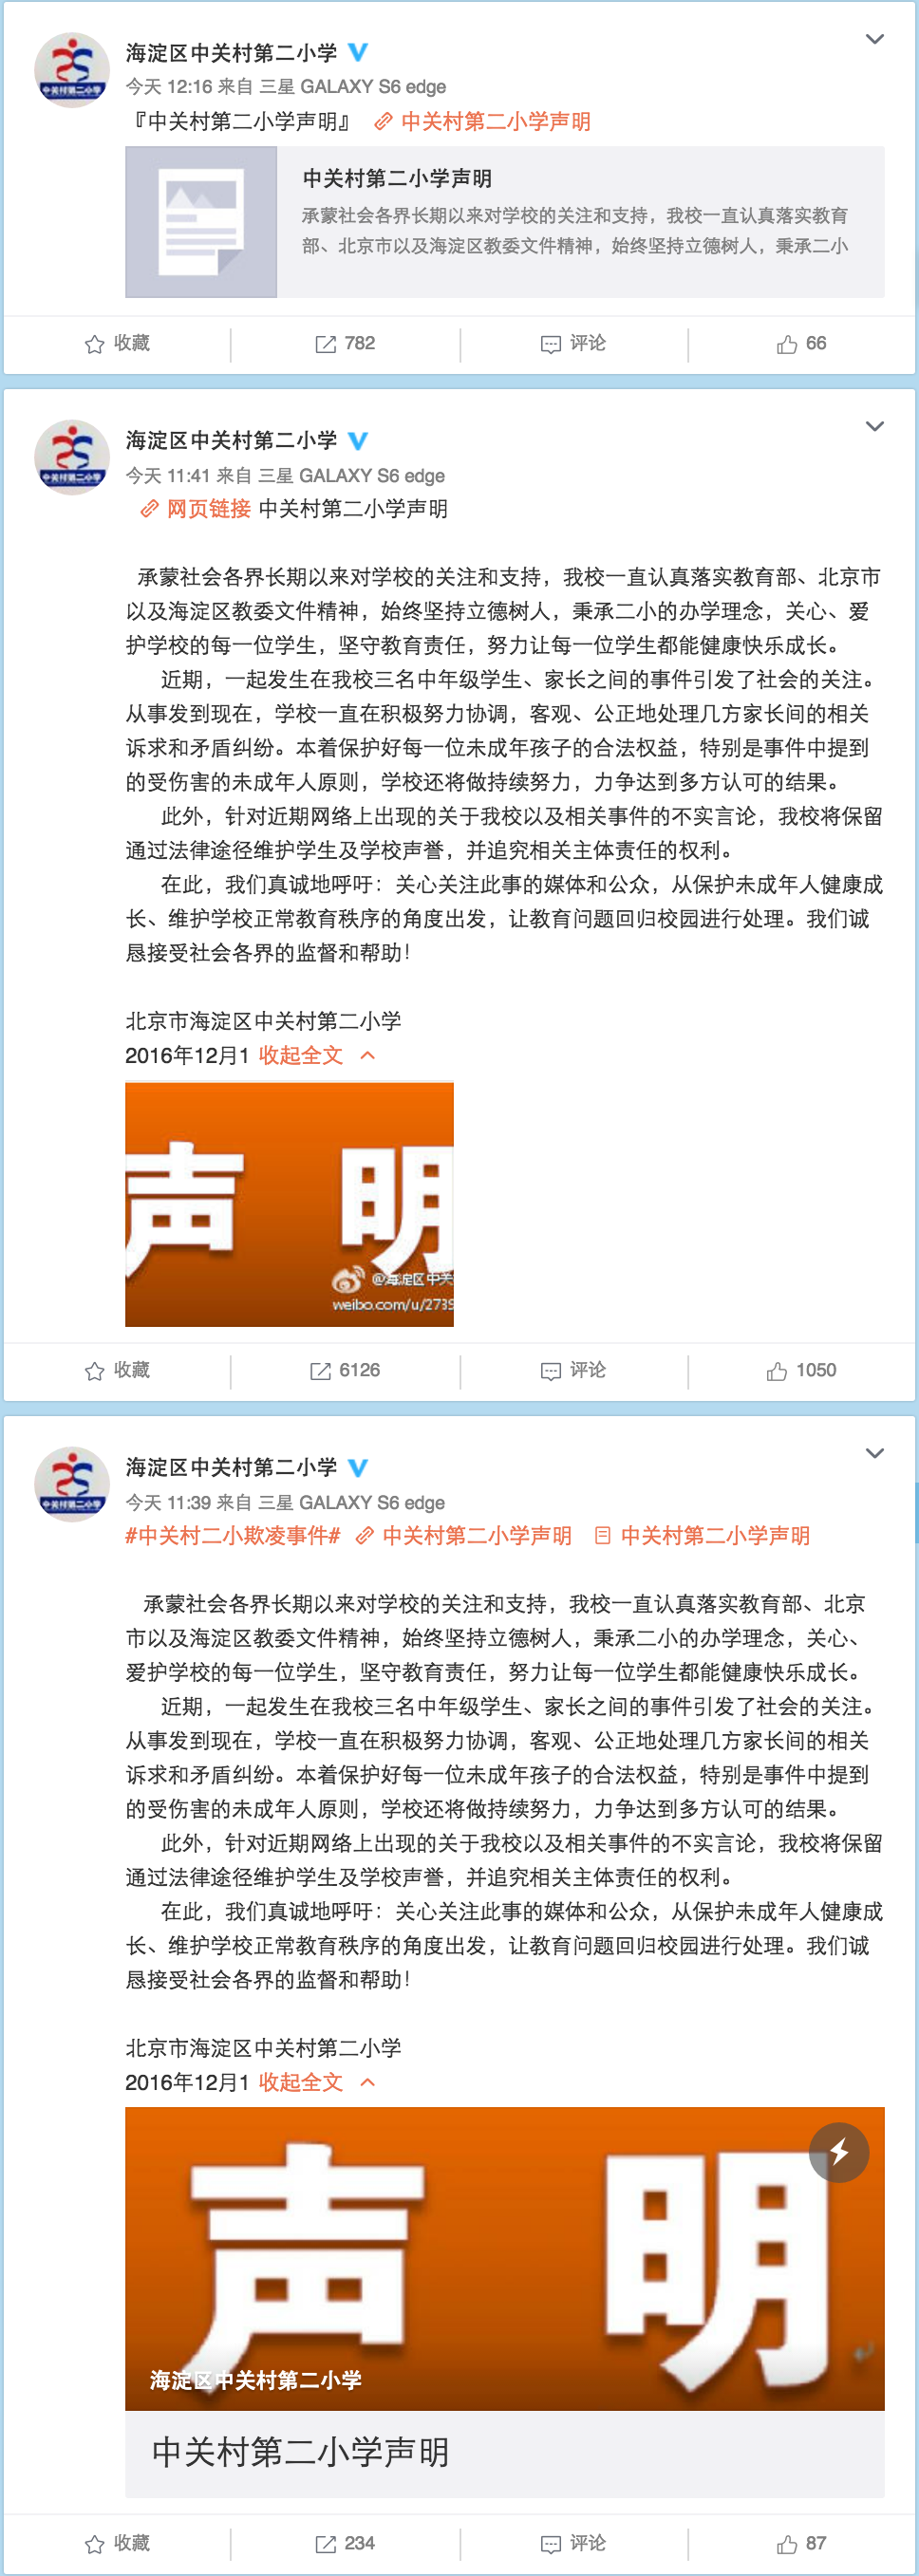 海淀区中关村第二小学
今天 12:16 来自 三星 GALAXY S6 edge
『中关村第二小学声明』 中关村第二小学声明
中关村第二小学声明
承蒙社会各界长期以来对学校的关注和支持，我校一直认真落实教育
部、北京市以及海淀区教委文件精神，始终坚持立德树人，秉承二小
收藏 782 评论 66
中关村第二小学
海淀区中关村第二小学
今天 11:41 来自 三星 GALAXY S6 edge
网页链接 中关村第二小学声明
承蒙社会各界长期以来对学校的关注和支持，我校一直认真落实教育部、北京市
以及海淀区教委文件精神，始终坚持立德树人，秉承二小的办学理念，关心、爱
护学校的每一位学生，坚守教育责任，努力让每一位学生都能健康快乐成长。
近期，一起发生在我校三名中年级学生、家长之间的事件引发了社会的关注。
从事发到现在，学校一直在积极努力协调，客观、公正地处理几方家长间的相关
诉求和矛盾纠纷。本着保护好每一位未成年孩子的合法权益，特别是事件中提到
的受伤害的未成年人原则，学校还将做持续努力，力争达到多方认可的结果。
此外，针对近期网络上出现的关于我校以及相关事件的不实言论，我校将保留
通过法律途径维护学生及学校声誉，并追究相关主体责任的权利。
在此，我们真诚地呼吁：关心关注此事的媒体和公众，从保护未成年人健康成
长、维护学校正常教育秩序的角度出发，让教育问题回归校园进行处理。我们诚
恳接受社会各界的监督和帮助！
北京市海淀区中关村第二小学
2016年12月1 收起全文
声 明
@海淀区中关
weibo.com/u/2739
收藏 6126 评论 1050
中关村第二小学
海淀区中关村第二小学
今天 11:39 来自 三星 GALAXY S6 edge
#中关村二小欺凌事件# 中关村第二小学声明 中关村第二小学声明
承蒙社会各界长期以来对学校的关注和支持，我校一直认真落实教育部、北京
市以及海淀区教委文件精神，始终坚持立德树人，秉承二小的办学理念，关心、
爱护学校的每一位学生，坚守教育责任，努力让每一位学生都能健康快乐成长。
近期，一起发生在我校三名中年级学生、家长之间的事件引发了社会的关注。
从事发到现在，学校一直在积极努力协调，客观、公正地处理几方家长间的相关
诉求和矛盾纠纷。本着保护好每一位未成年孩子的合法权益，特别是事件中提到
的受伤害的未成年人原则，学校还将做持续努力，力争达到多方认可的结果。
此外，针对近期网络上出现的关于我校以及相关事件的不实言论，我校将保留
通过法律途径维护学生及学校声誉，并追究相关主体责任的权利。
在此，我们真诚地呼吁：关心关注此事的媒体和公众，从保护未成年人健康成
长、维护学校正常教育秩序的角度出发，让教育问题回归校园进行处理。我们诚
恳接受社会各界的监督和帮助！
北京市海淀区中关村第二小学
2016年12月1 收起全文
声 明
海淀区中关村第二小学
中关村第二小学声明
收藏 234 评论 87